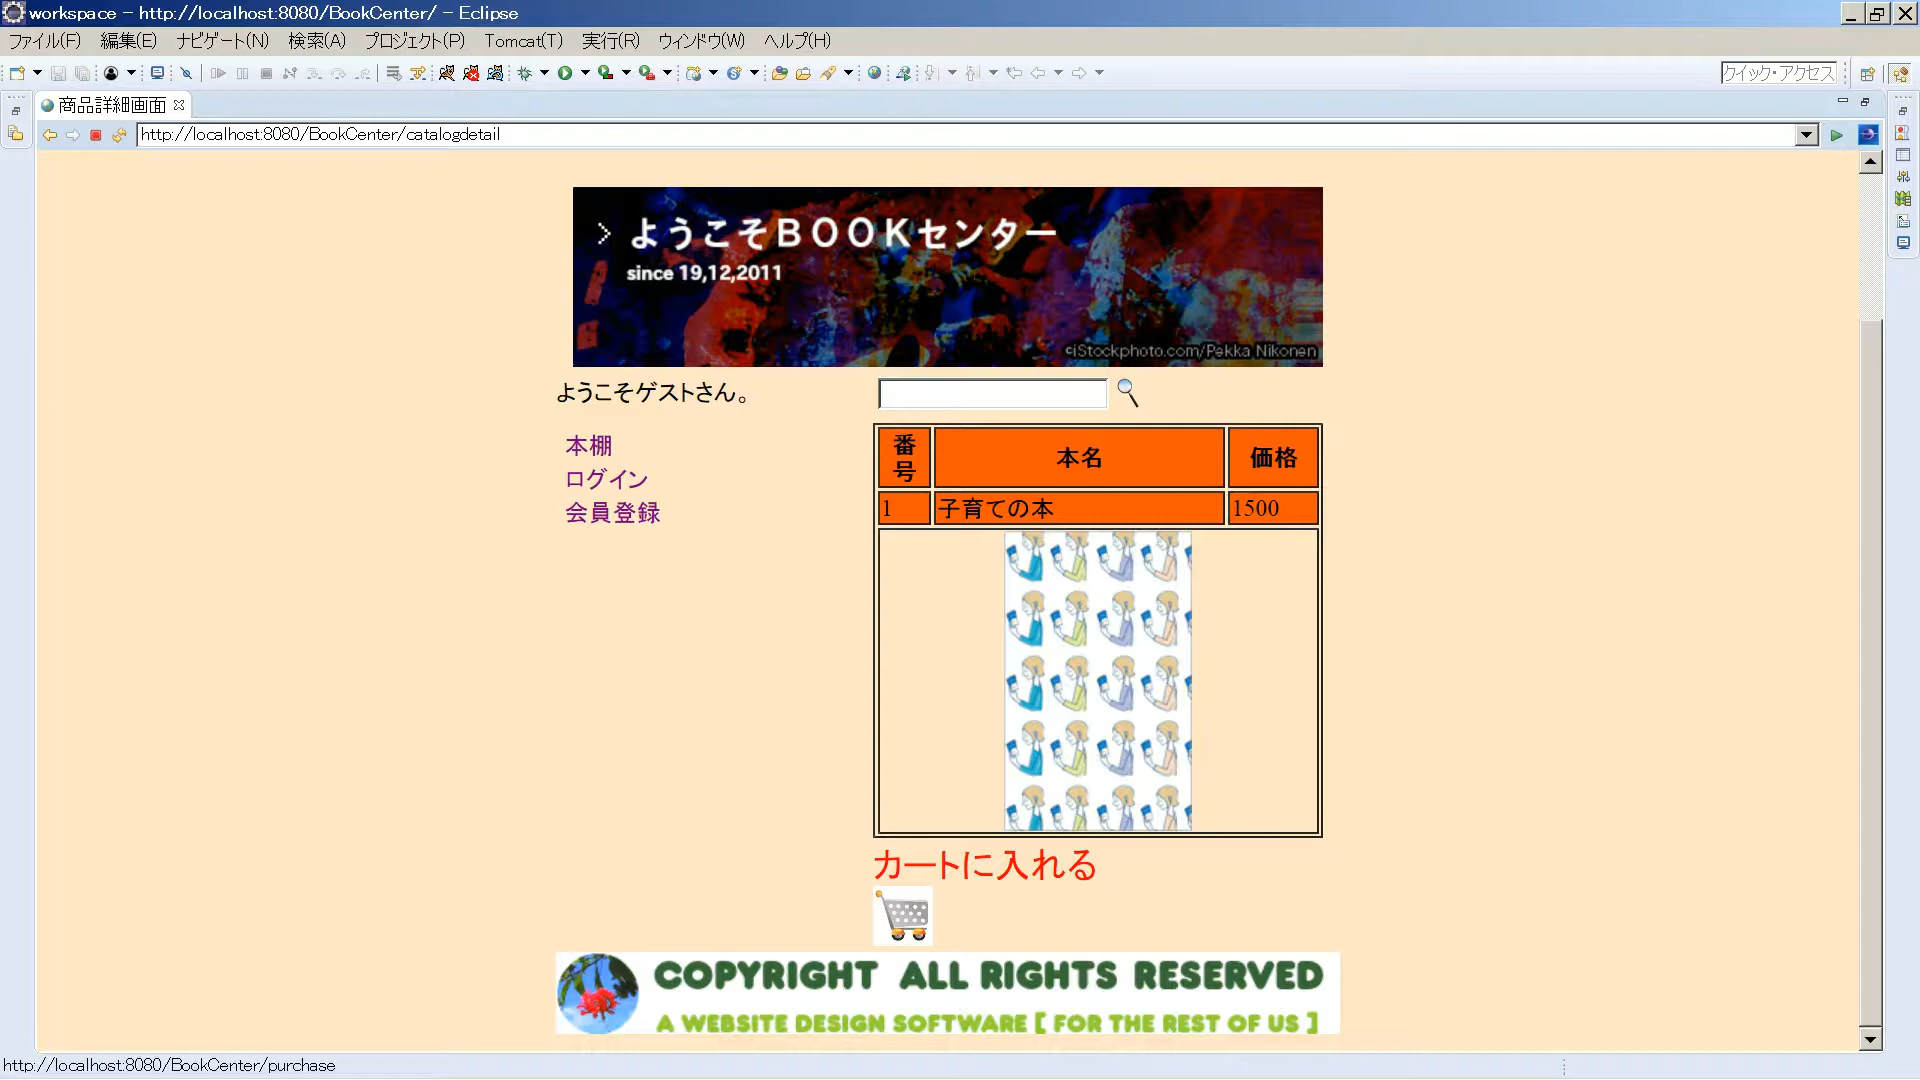 workspace - http://localhost:8080/BookCenter/ - Eclipse
ファイル(F) 編集(E) ナビゲート(N) 検索(A) プロジェクト(P) Tomcat(T) 実行(R) ウィンドウ(W) ヘルプ(H)
クイック・アクセス
商品詳細画面
http://localhost:8080/BookCenter/catalogdetail
ようこそBOOKセンター
since 19,12,2011
©iStockphoto.com/Pekka Nikonen
ようこそゲストさん。
本棚
ログイン
会員登録
番号 本名 価格
1 子育ての本 1500
カートに入れる
COPYRIGHT ALL RIGHTS RESERVED
A WEBSITE DESIGN SOFTWARE [ FOR THE REST OF US ]
http://localhost:8080/BookCenter/purchase